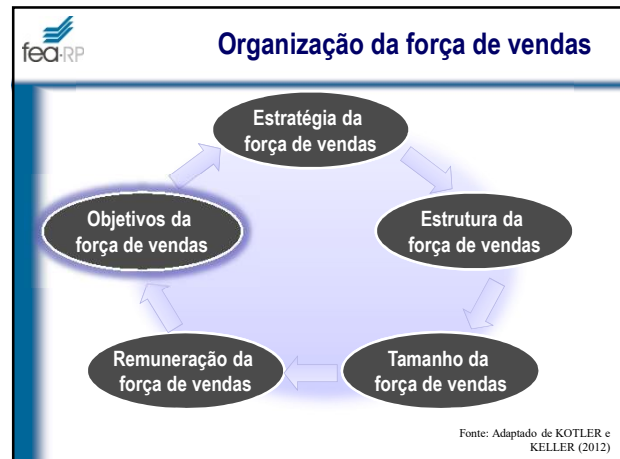 fea-RP
Organização da força de vendas
Estratégia da
força de vendas
Objetivos da
força de vendas
Estrutura da
força de vendas
Remuneração da
força de vendas
Tamanho da
força de vendas
Fonte: Adaptado de KOTLER e
KELLER (2012)